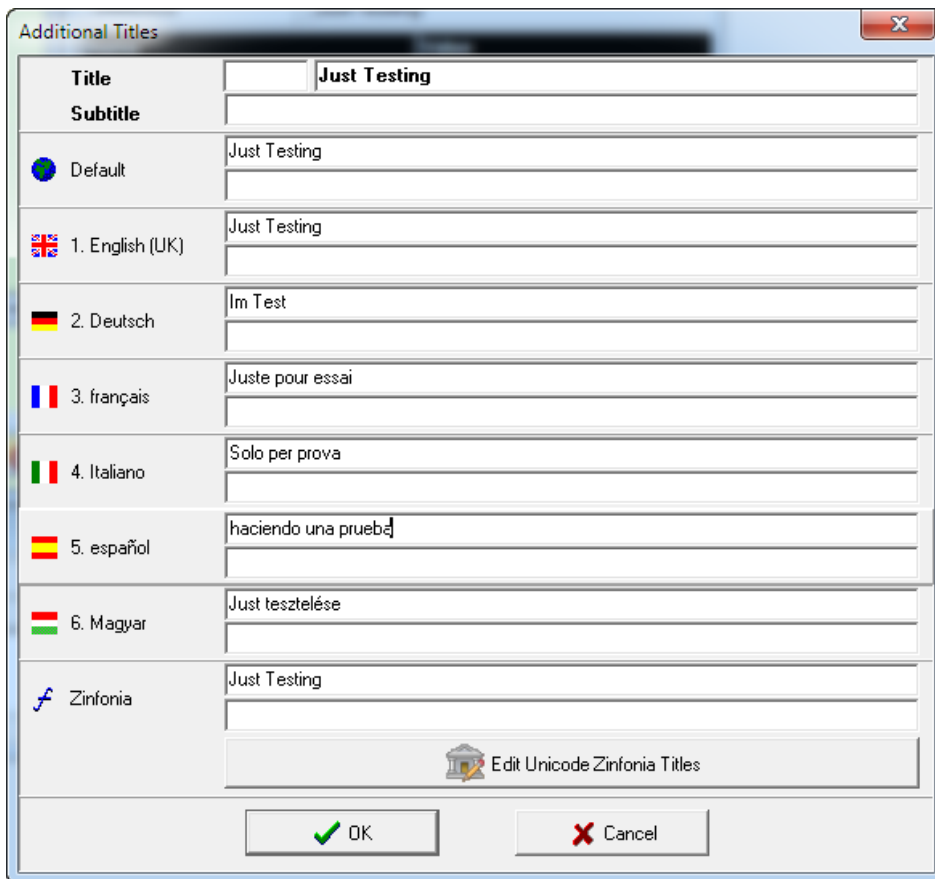 Additional Titles
Title Just Testing
Subtitle
Default Just Testing
1. English (UK) Just Testing
2. Deutsch Im Test
3. français Juste pour essai
4. Italiano Solo per prova
5. español haciendo una prueba
6. Magyar Just tesztelése
Zinfonia Just Testing
Edit Unicode Zinfonia Titles
OK Cancel